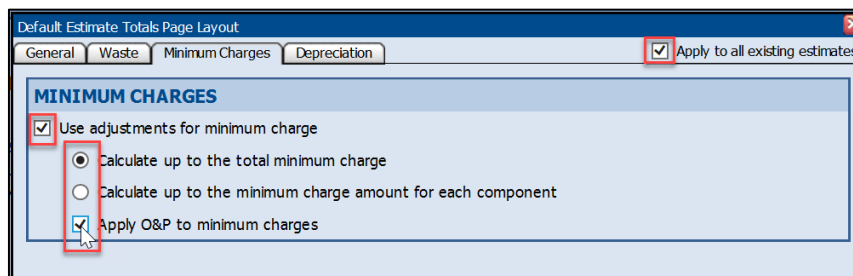 Default Estimate Totals Page Layout
General Waste Minimum Charges Depreciation Apply to all existing estimates
MINIMUM CHARGES
Use adjustments for minimum charge
Calculate up to the total minimum charge
Calculate up to the minimum charge amount for each component
Apply O&P to minimum charges